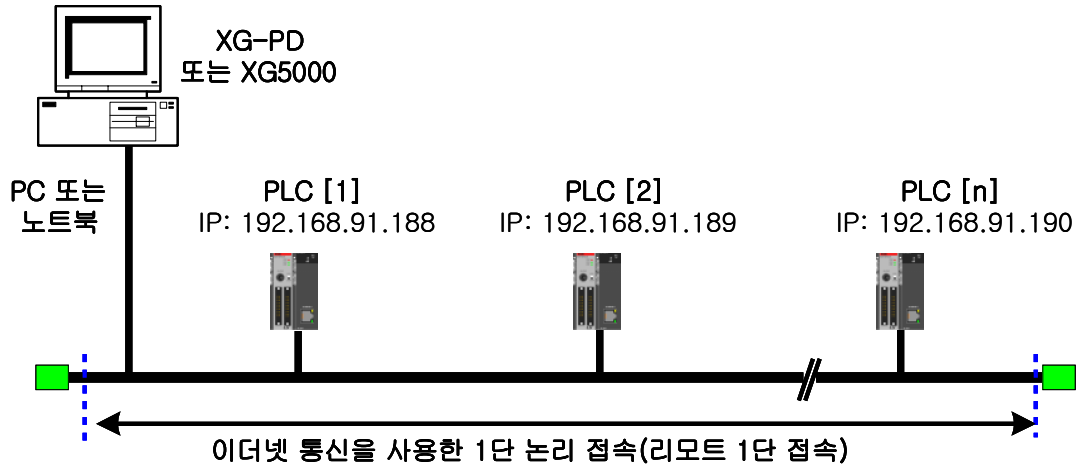 XG-PD
또는 XG5000
PC 또는
노트북
PLC [1]
IP: 192.168.91.188
PLC [2]
IP: 192.168.91.189
PLC [n]
IP: 192.168.91.190
이더넷 통신을 사용한 1단 논리 접속(리모트 1단 접속)